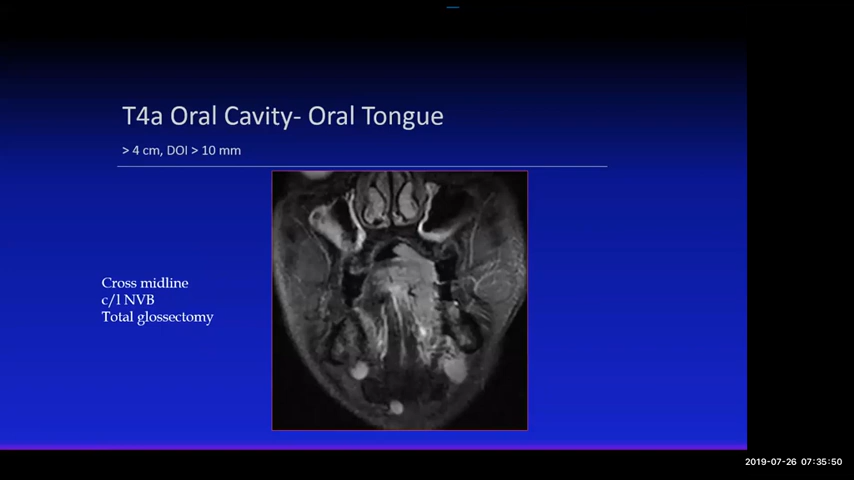 T4a Oral Cavity- Oral Tongue
> 4 cm, DOI > 10 mm
Cross midline
c/l NVB
Total glossectomy
2019-07-26 07:35:50